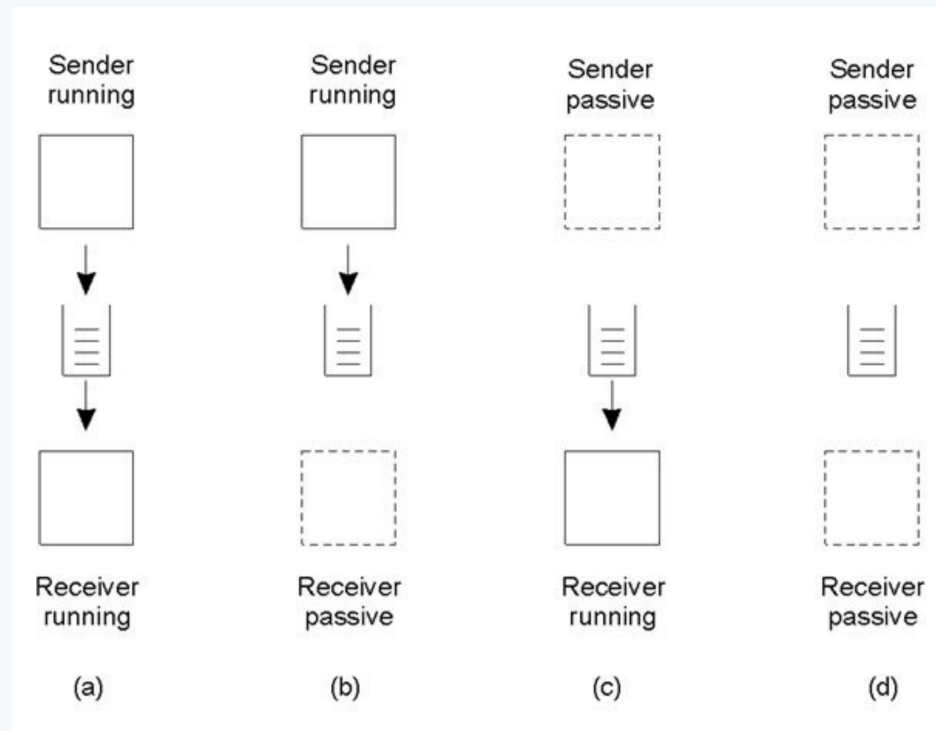 Sender
running
Sender
running
Sender
passive
Sender
passive
Receiver
running
Receiver
passive
Receiver
running
Receiver
passive
(a)
(b)
(c)
(d)